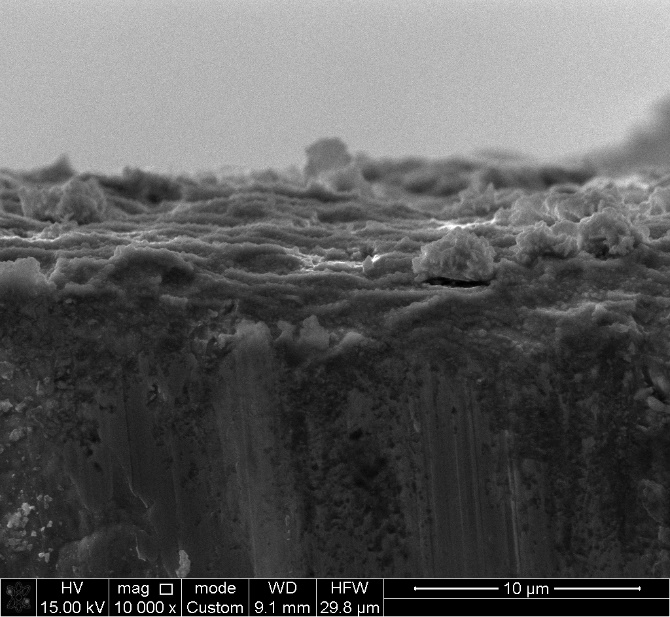 HV mag □ mode WD HFW 10 µm
15.00 kV 10 000 x Custom 9.1 mm 29.8 µm